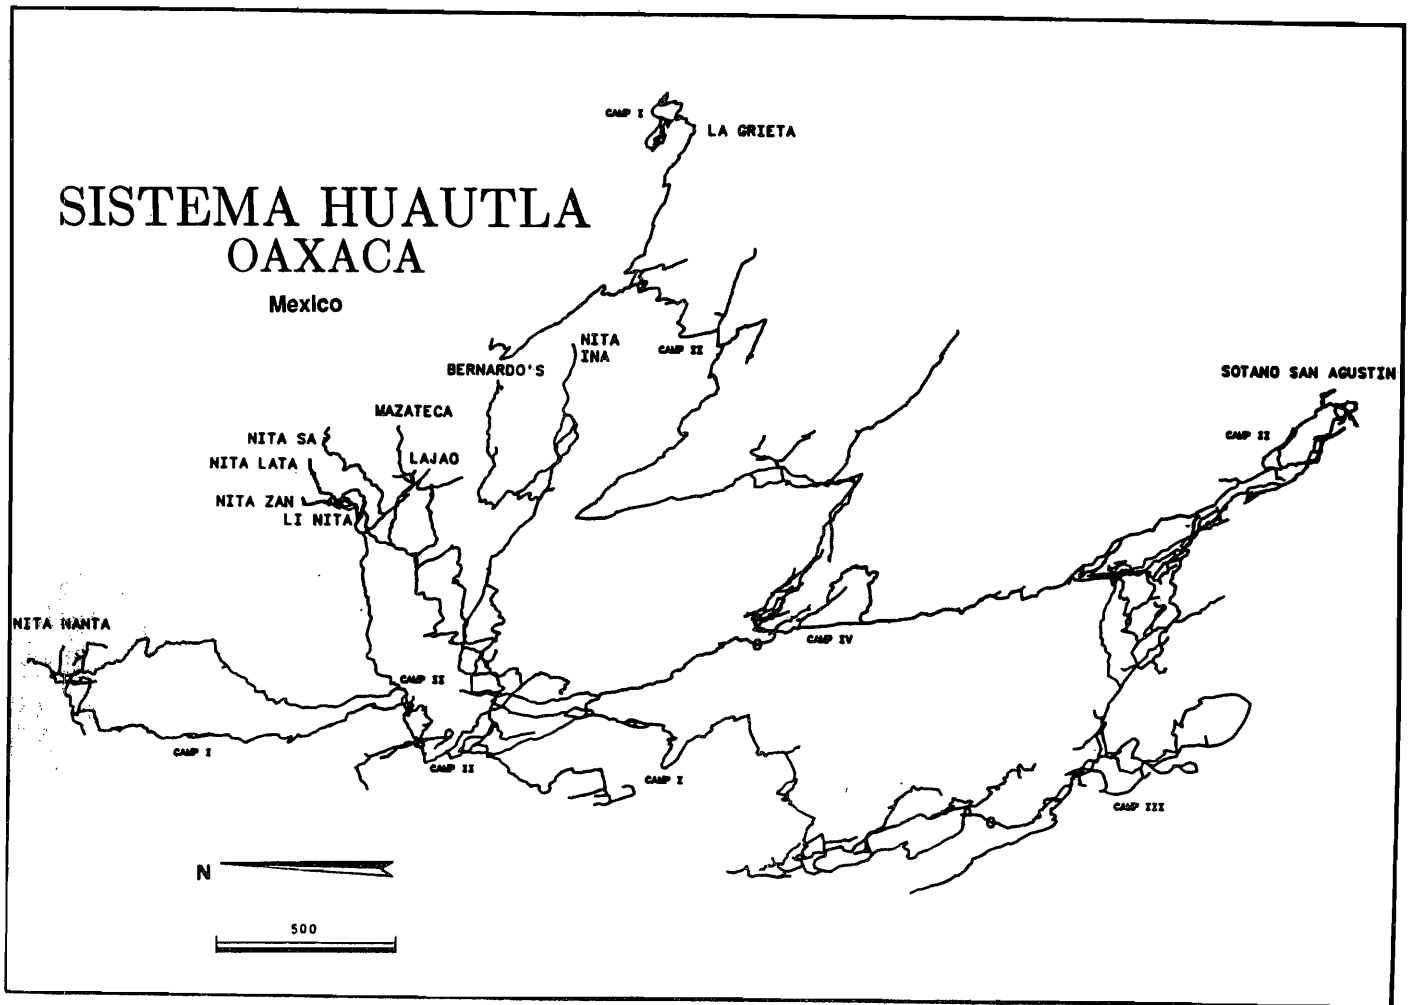 CAMP I
LA GRIETA
SISTEMA HUAUTLA
OAXACA
Mexico
NITA
INA
CAMP II
BERNARDO'S
SOTANO SAN AGUSTIN
MAZATECA
NITA SA
CAMP II
LAJAO
NITA LATA
NITA ZAN
LI NITA
NITA NANTA
CAMP IV
CAMP II
CAMP I
CAMP II
CAMP I
CAMP III
N
500